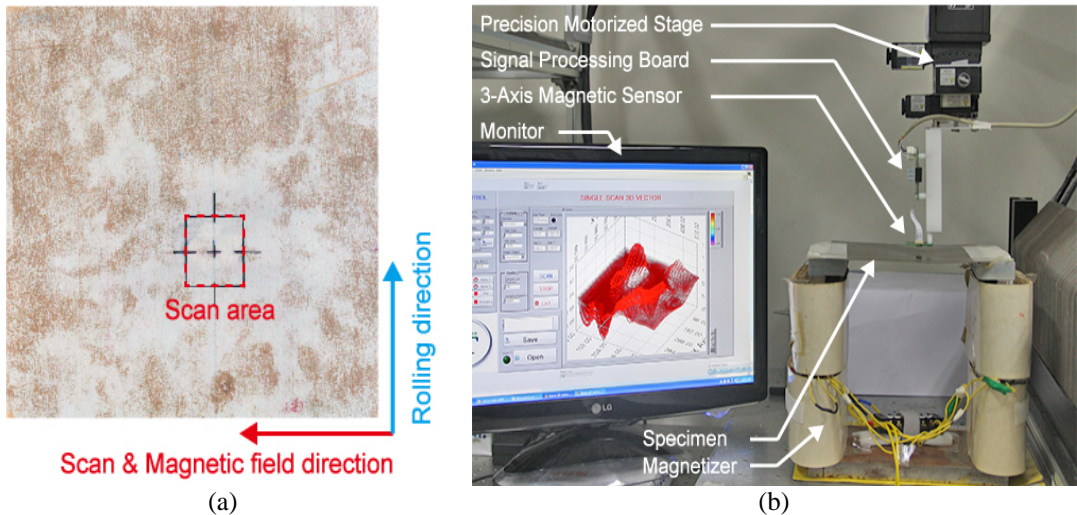 Scan area
Rolling direction
Scan & Magnetic field direction
(a)
Precision Motorized Stage
Signal Processing Board
3-Axis Magnetic Sensor
Monitor
SINGLE SCAN 3D VECTOR
SCAN
Save
Open
LG
Specimen
Magnetizer
(b)